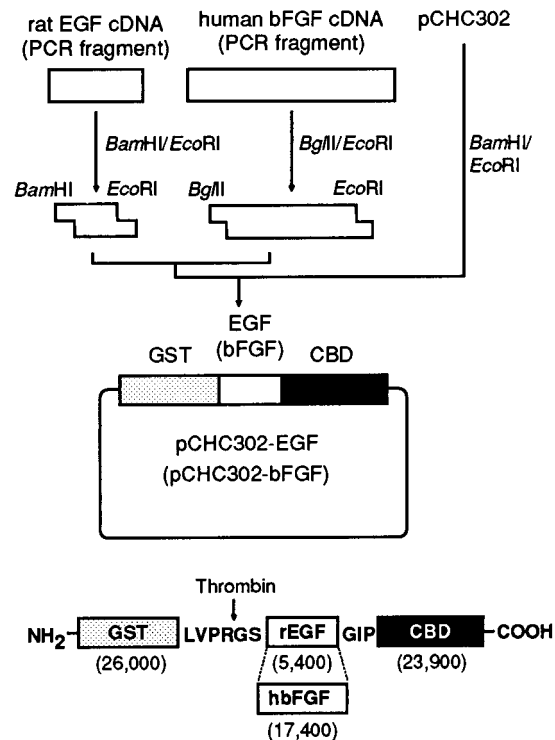 rat EGF cDNA
(PCR fragment)
human bFGF cDNA
(PCR fragment)
pCHC302
BamHI/EcoRI
BglII/EcoRI
BamHI/
EcoRI
BamHI
EcoRI
BglII
EcoRI
EGF
(bFGF)
GST
CBD
pCHC302-EGF
(pCHC302-bFGF)
Thrombin
NH2 GST LVPRGS rEGF GIP CBD -COOH
(26,000) (5,400) (23,900)
hbFGF
(17,400)